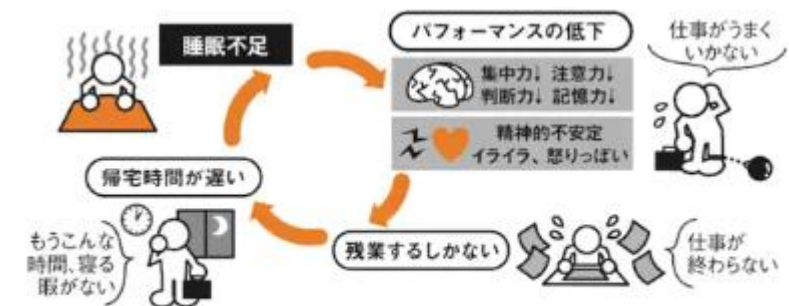 睡眠不足
パフォーマンスの低下
集中力↓ 注意力↓
判断力↓ 記憶力↓
精神的不安定
イライラ、怒りっぽい
仕事がうまく
いかない
残業するしかない
仕事が
終わらない
帰宅時間が遅い
もうこんな
時間、寝る
暇がない